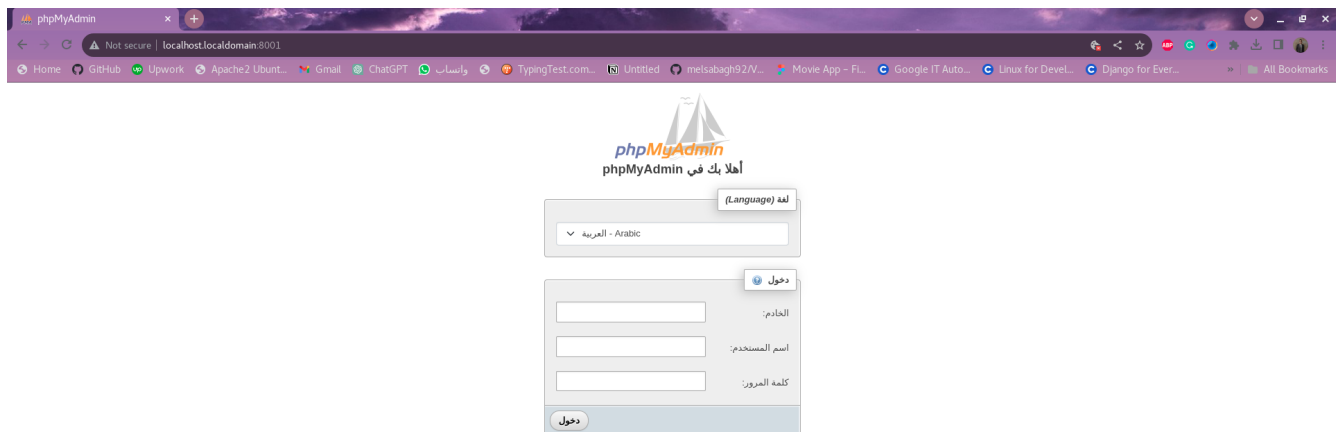 phpMyAdmin
Not secure | localhost.localdomain:8001
Home GitHub Upwork Apache2 Ubunt... Gmail ChatGPT واتساب TypingTest.com... Untitled melsabagh92/V... Movie App – Fi... Google IT Auto... Linux for Devel... Django for Ever... » All Bookmarks
phpMyAdmin
أهلا بك في phpMyAdmin
لغة (Language)
العربية - Arabic
دخول
الخادم:
اسم المستخدم:
كلمة المرور:
دخول